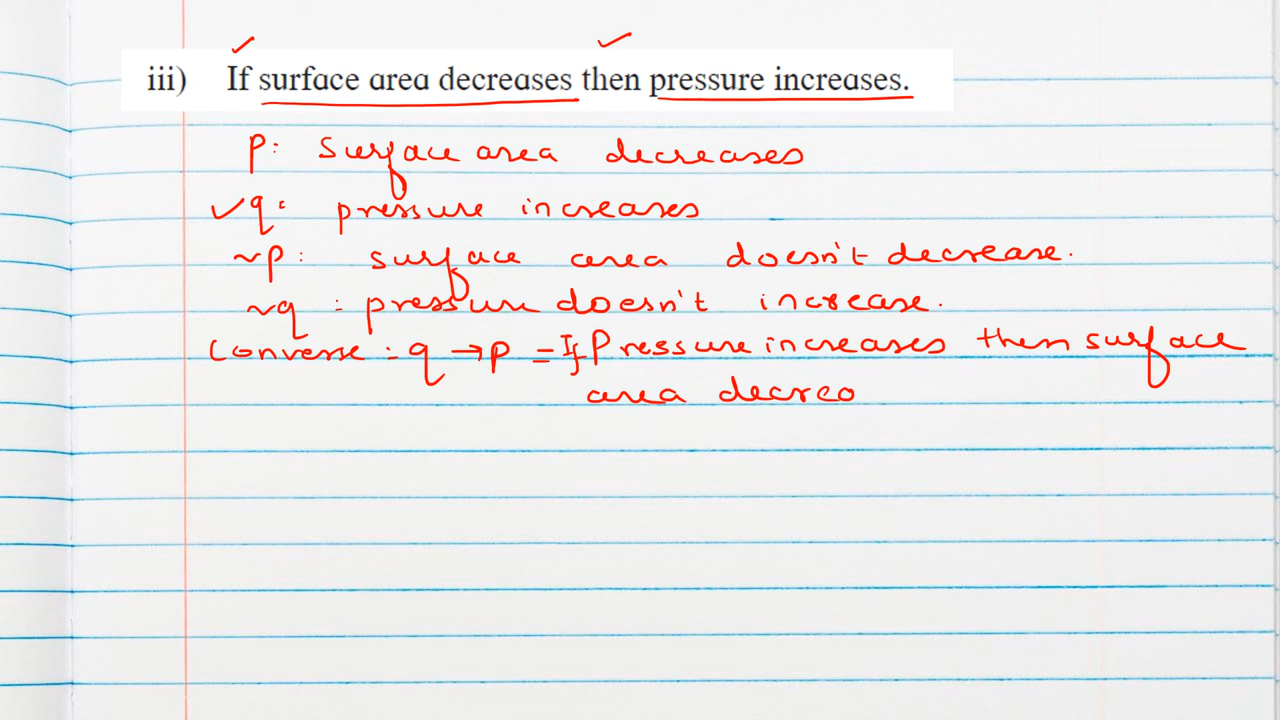 iii) If surface area decreases then pressure increases.
p: surface area decreases
✓q: pressure increases
~p: surface area doesn't decrease.
~q : pressure doesn't increase.
Converse : q → p = If Pressure increases then surface
area decrea